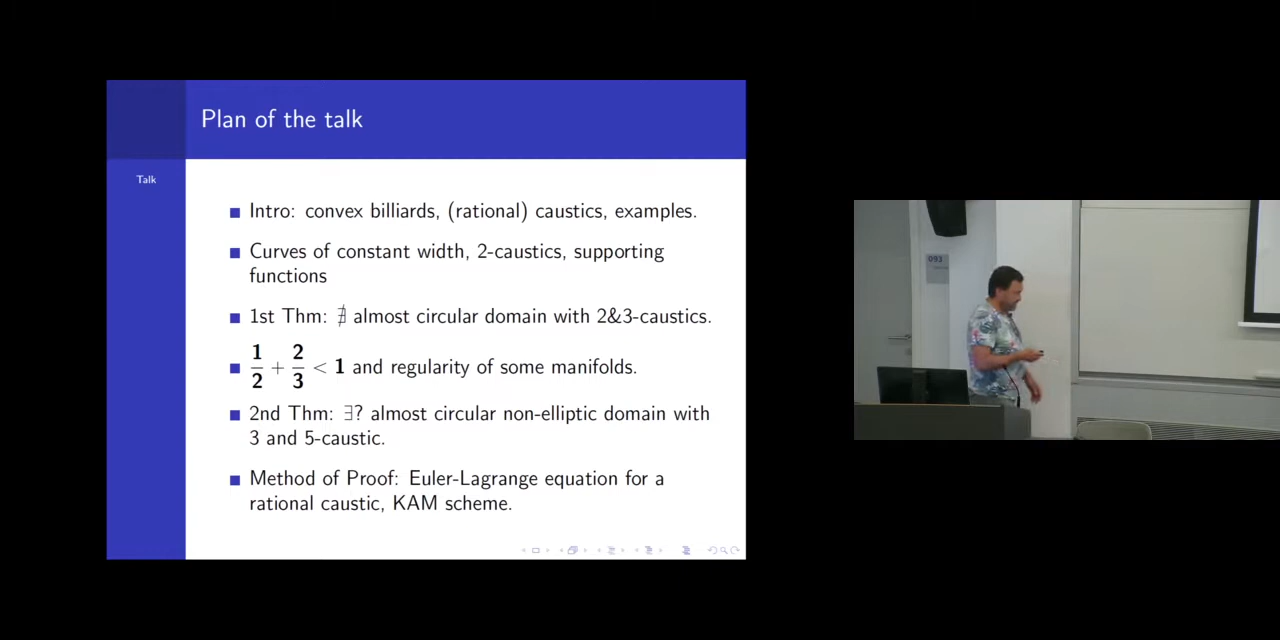 Plan of the talk
Talk
Intro: convex billiards, (rational) caustics, examples.
Curves of constant width, 2-caustics, supporting
functions
1st Thm: ∄ almost circular domain with 2&3-caustics.
1/2 + 2/3 < 1 and regularity of some manifolds.
2nd Thm: ∃? almost circular non-elliptic domain with
3 and 5-caustic.
Method of Proof: Euler-Lagrange equation for a
rational caustic, KAM scheme.
093